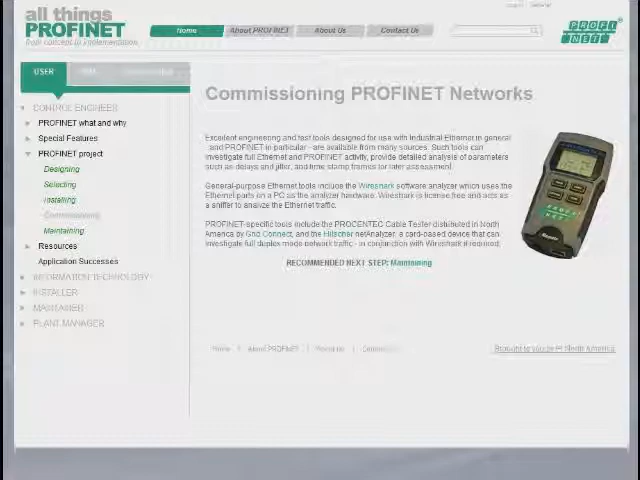 all things
PROFINET
from concept to implementation
Home
About PROFINET
About Us
Contact Us
PROFI
NET
USER
CONTROL ENGINEER
PROFINET what and why
Special Features
PROFINET project
Designing
Selecting
Installing
Commissioning
Maintaining
Resources
Application Successes
INFORMATION TECHNOLOGY
INSTALLER
MAINTAINER
PLANT MANAGER
Commissioning PROFINET Networks
Excellent engineering and test tools designed for use with Industrial Ethernet in general
and PROFINET in particular - are available from many sources. Such tools can
investigate full Ethernet and PROFINET activity, provide detailed analysis of parameters
such as delays and jitter, and time stamp frames for later assessment.
General-purpose Ethernet tools include the Wireshark software analyzer which uses the
Ethernet ports on a PC as the analyzer hardware. Wireshark is license free and acts as
a sniffer to analyze the Ethernet traffic.
PROFINET-specific tools include the PROCENTEC Cable Tester distributed in North
America by Grid Connect, and the Hilscher netAnalyzer, a card-based device that can
investigate full duplex mode network traffic - in conjunction with Wireshark if required.
RECOMMENDED NEXT STEP: Maintaining
Home | About PROFINET | About Us | Contact Us
Brought to you by PI North America